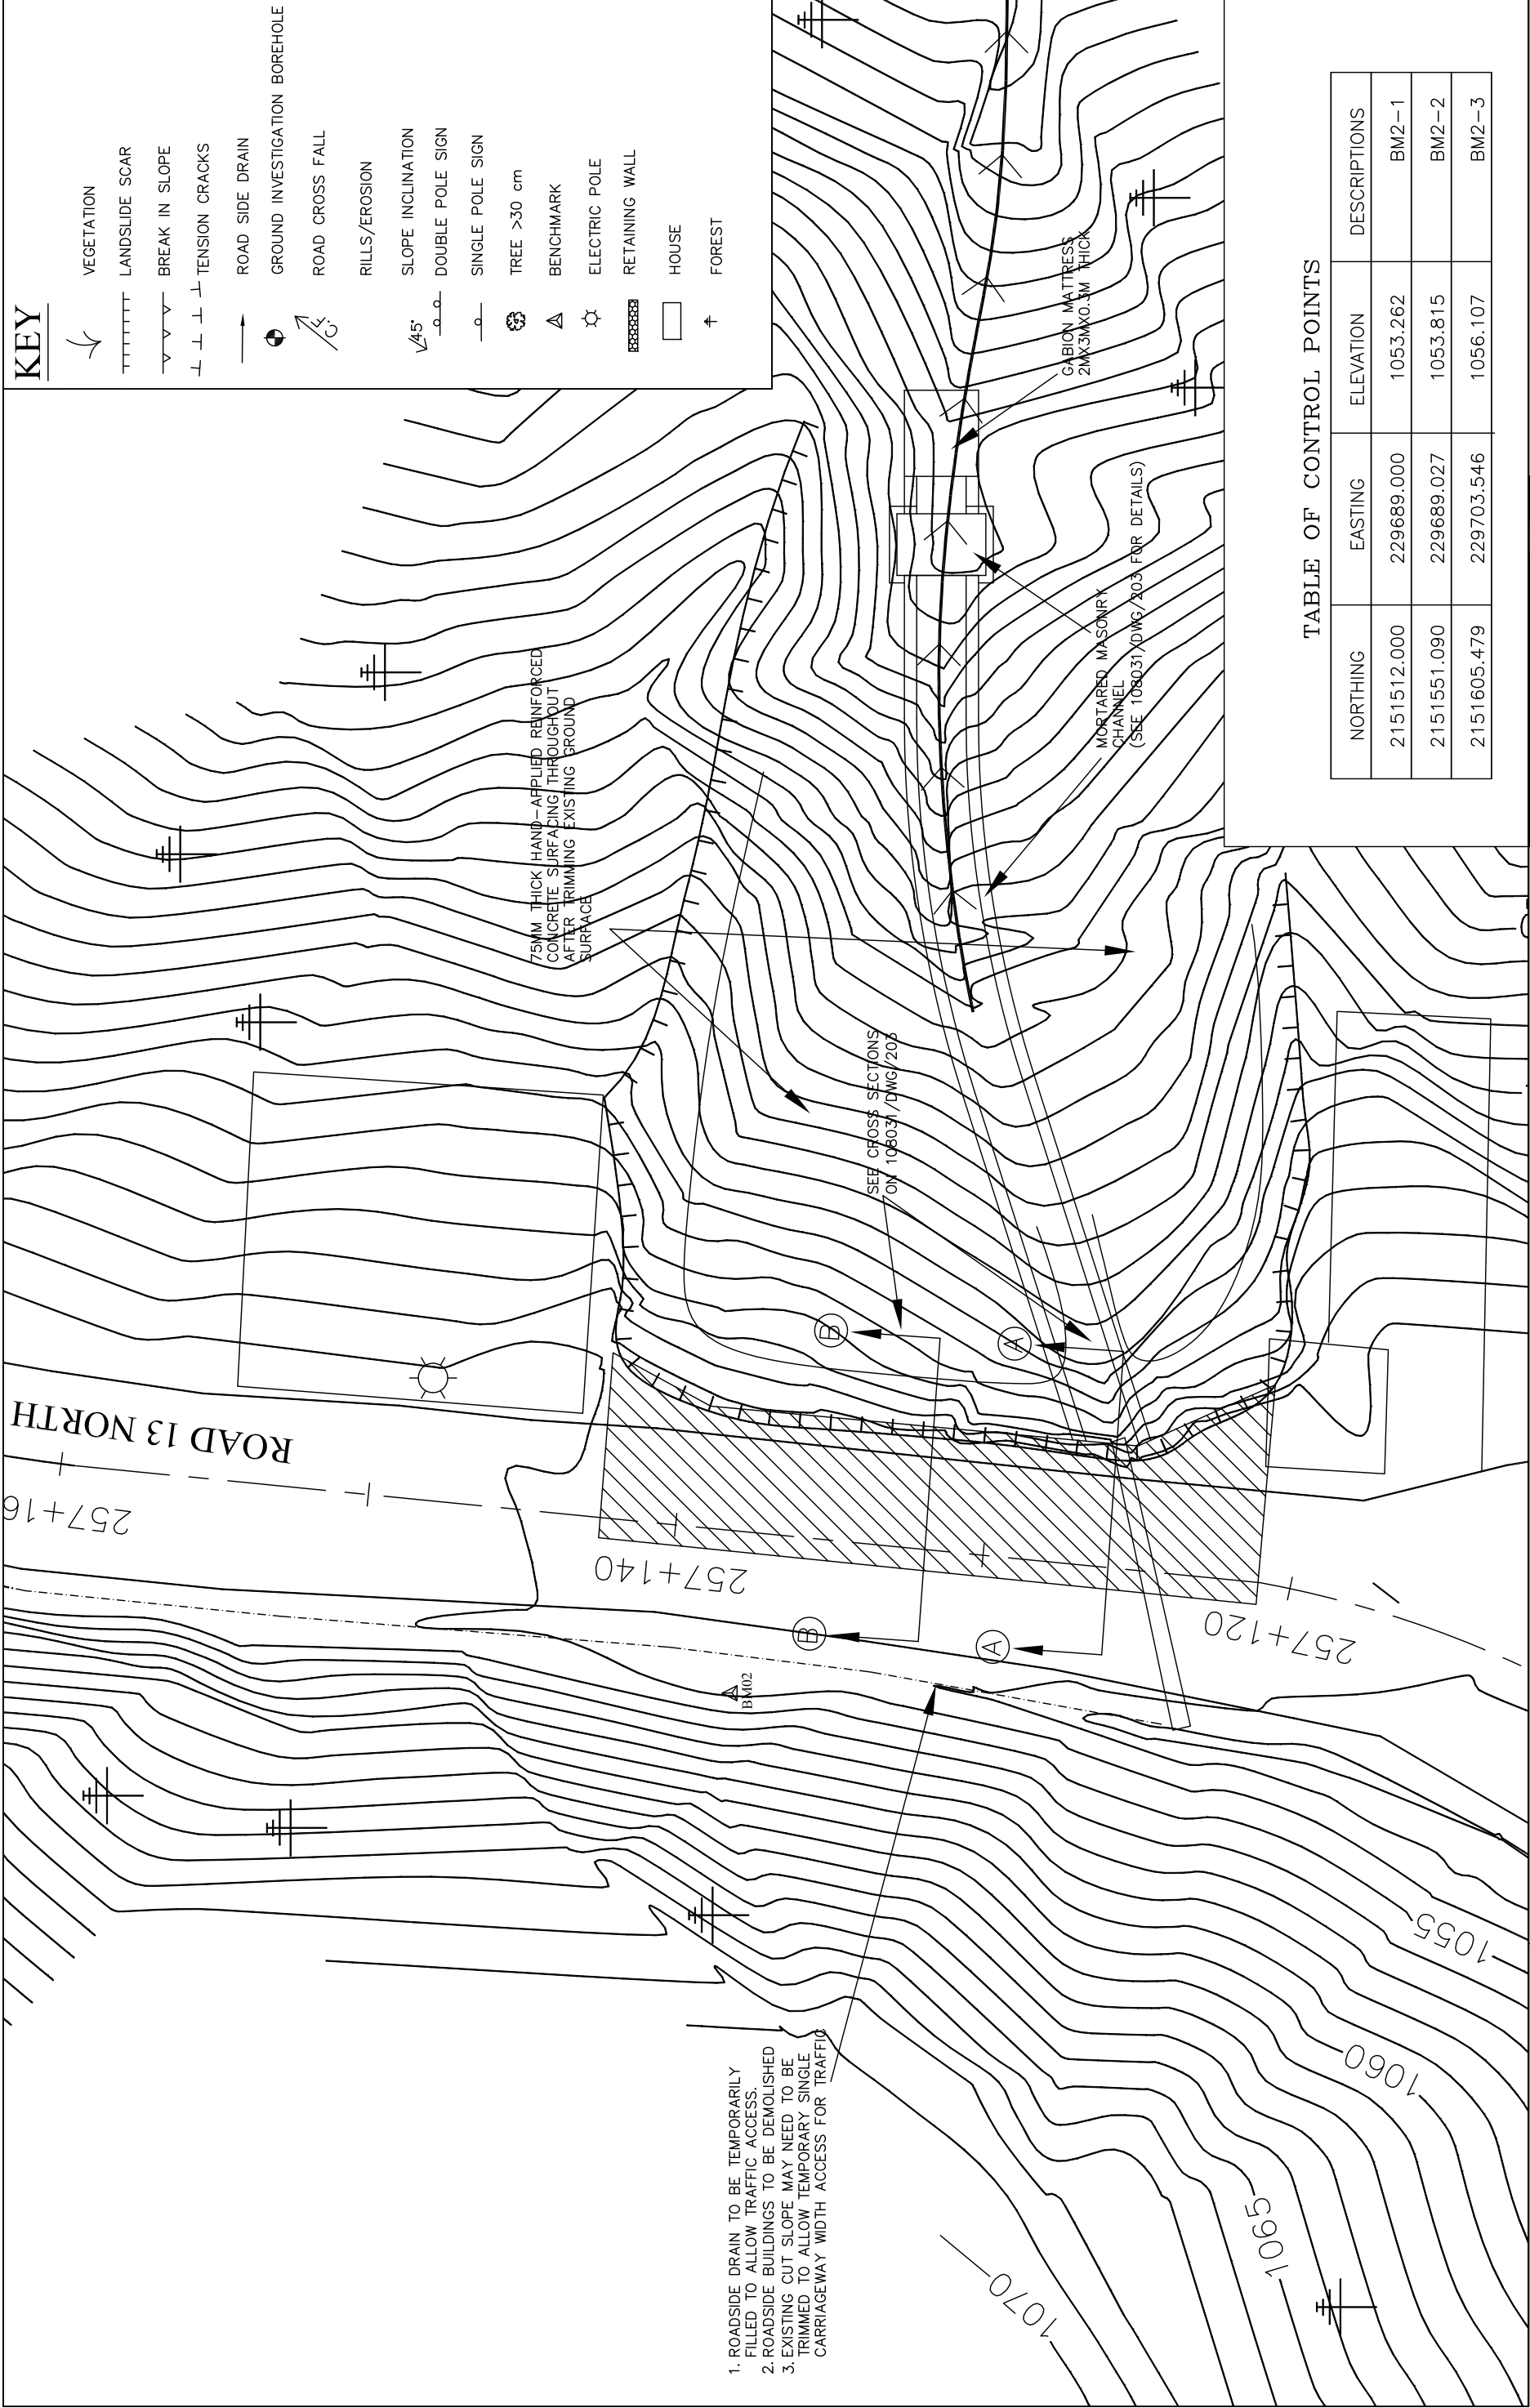 KEY
VEGETATION
LANDSLIDE SCAR
BREAK IN SLOPE
TENSION CRACKS
ROAD SIDE DRAIN
GROUND INVESTIGATION BOREHOLE
C.F.
ROAD CROSS FALL
RILLS/EROSION
45°
SLOPE INCLINATION
DOUBLE POLE SIGN
SINGLE POLE SIGN
TREE >30 cm
BENCHMARK
ELECTRIC POLE
RETAINING WALL
HOUSE
FOREST
75MM THICK HAND-APPLIED REINFORCED
CONCRETE SURFACING THROUGHOUT
AFTER TRIMMING EXISTING GROUND
SURFACE
GABION MATTRESS
2MX3MX0.3M THICK
MORTARED MASONRY
CHANNEL
(SEE 108031/DWG/203 FOR DETAILS)
SEE CROSS SECTIONS
ON 108031/DWG/205
ROAD 13 NORTH
257+16
257+140
257+120
B
A
B
A
BM02
1. ROADSIDE DRAIN TO BE TEMPORARILY
FILLED TO ALLOW TRAFFIC ACCESS.
2. ROADSIDE BUILDINGS TO BE DEMOLISHED
3. EXISTING CUT SLOPE MAY NEED TO BE
TRIMMED TO ALLOW TEMPORARY SINGLE
CARRIAGEWAY WIDTH ACCESS FOR TRAFFIC
1055
1060
1065
1070
TABLE OF CONTROL POINTS
NORTHING EASTING ELEVATION DESCRIPTIONS
2151512.000 229689.000 1053.262 BM2-1
2151551.090 229689.027 1053.815 BM2-2
2151605.479 229703.546 1056.107 BM2-3